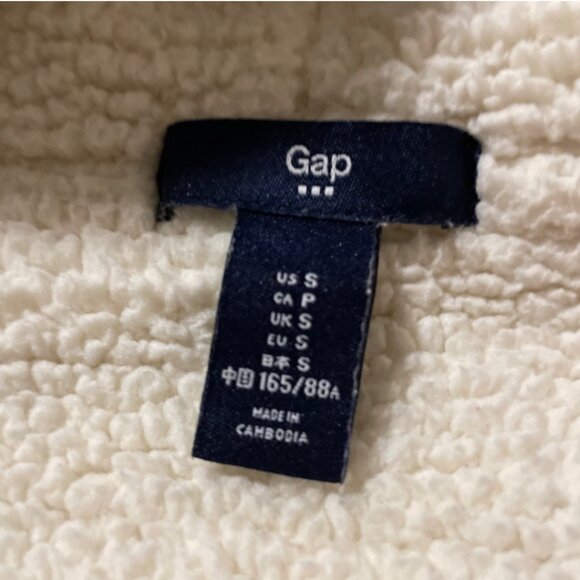 Gap
US S
CA P
UK S
EU S
日本 S
中国 165/88A
MADE IN
CAMBODIA